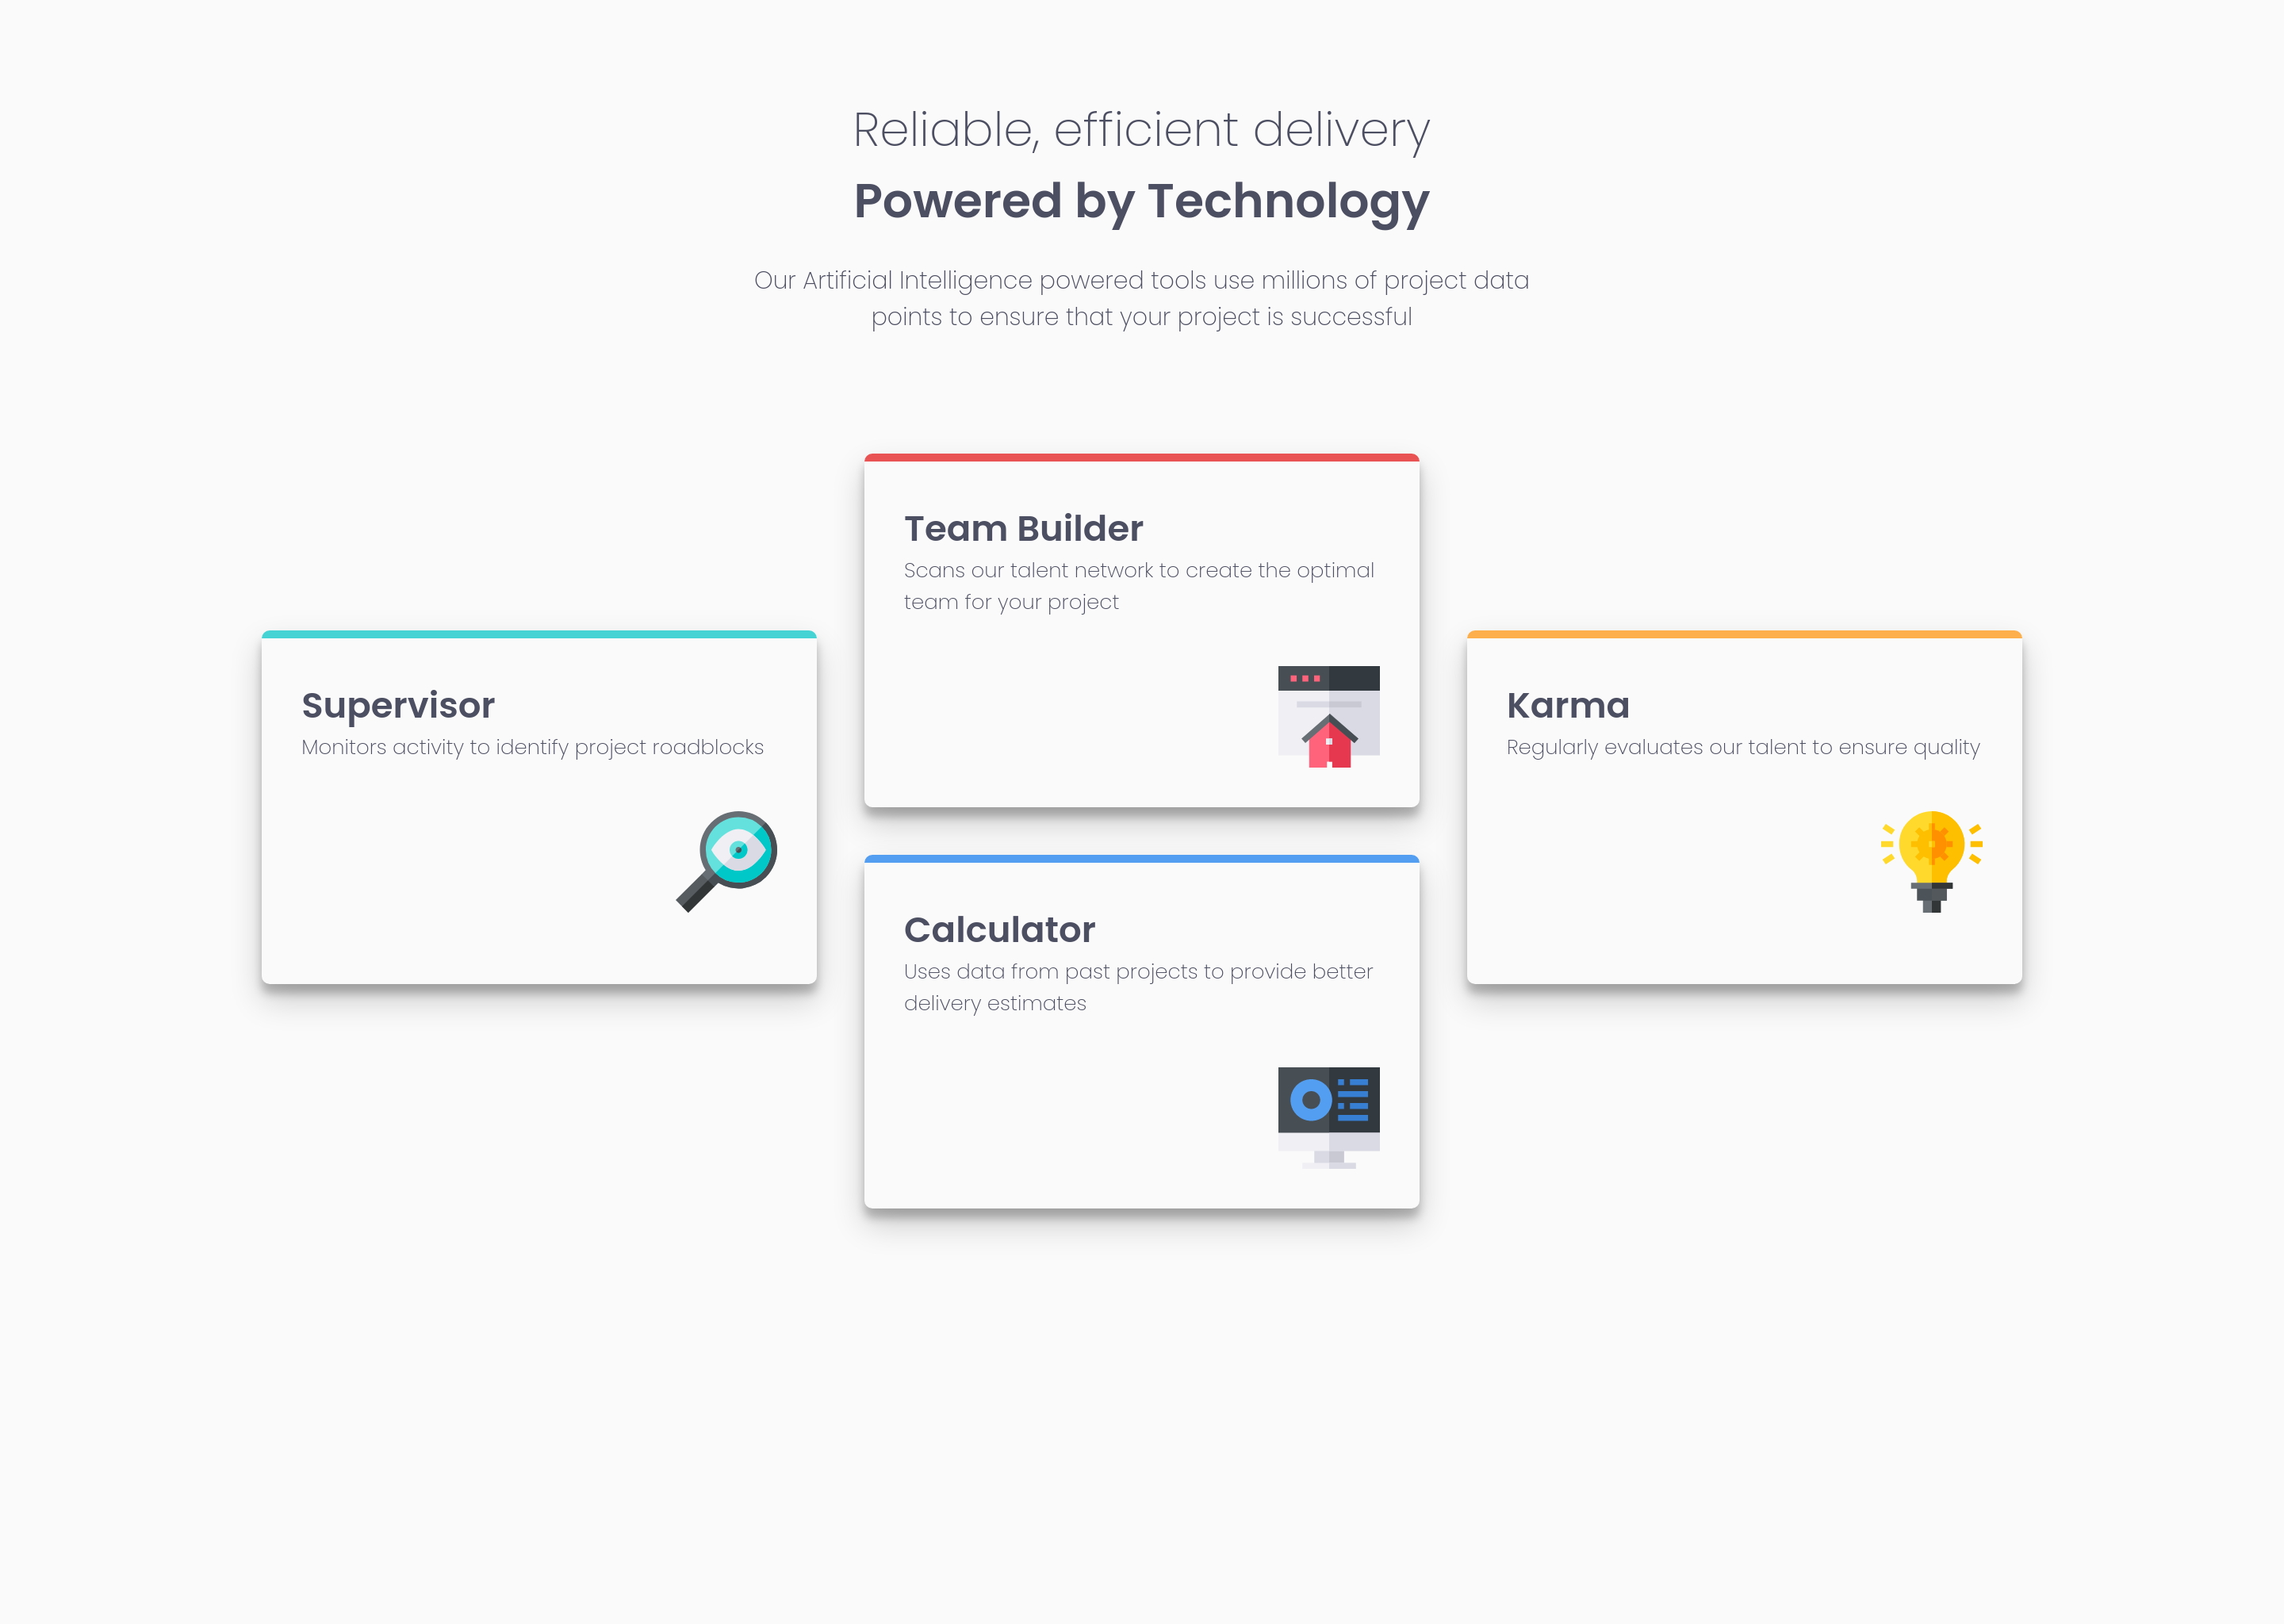 Reliable, efficient delivery
Powered by Technology
Our Artificial Intelligence powered tools use millions of project data
points to ensure that your project is successful
Supervisor
Monitors activity to identify project roadblocks
Team Builder
Scans our talent network to create the optimal
team for your project
Calculator
Uses data from past projects to provide better
delivery estimates
Karma
Regularly evaluates our talent to ensure quality